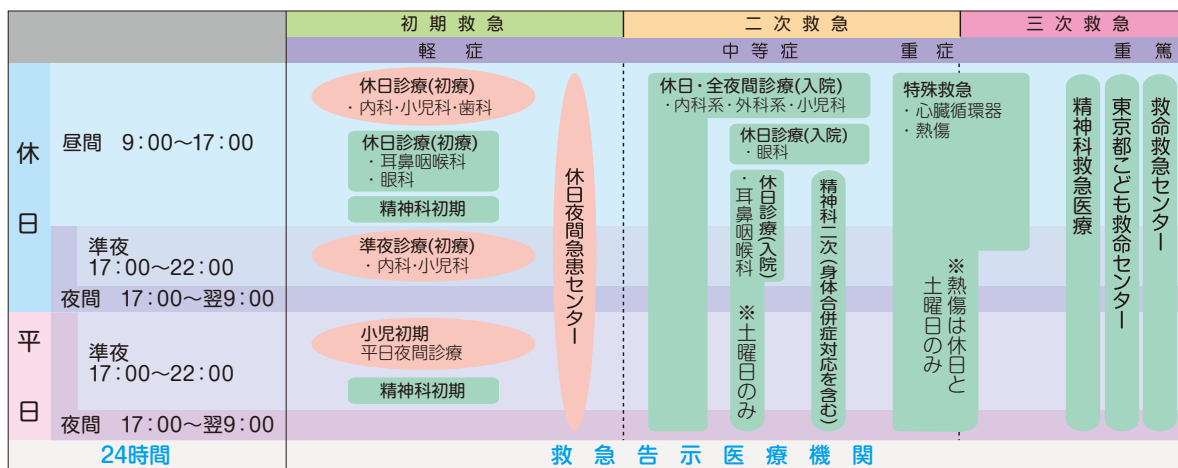 初期救急
二次救急
三次救急
軽症
中等症
重症
重篤
休日
昼間 9:00～17:00
準夜
17:00～22:00
夜間 17:00～翌9:00
平日
準夜
17:00～22:00
夜間 17:00～翌9:00
24時間
休日診療(初療)
・内科・小児科・歯科
休日診療(初療)
・耳鼻咽喉科
・眼科
精神科初期
準夜診療(初療)
・内科・小児科
小児初期
平日夜間診療
精神科初期
休日夜間急患センター
休日・全夜間診療(入院)
・内科系・外科系・小児科
休日診療(入院)
・眼科
休日診療(入院)
・耳鼻咽喉科
※土曜日のみ
精神科二次(身体合併症対応を含む)
特殊救急
・心臓循環器
・熱傷
※熱傷は休日と
土曜日のみ
精神科救急医療
東京都こども救命センター
救命救急センター
救急告示医療機関